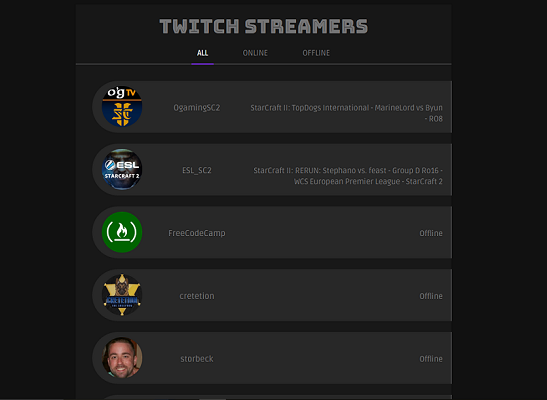 TWITCH STREAMERS
ALL ONLINE OFFLINE
OgamingSC2
StarCraft II: TopDogs International - MarineLord vs Byun
- RO8
ESL_SC2
StarCraft II: RERUN: Stephano vs. feast - Group D Ro16 -
WCS European Premier League - StarCraft 2
FreeCodeCamp
Offline
cretetion
Offline
storbeck
Offline
o'g TV
ESL
STARCRAFT 2